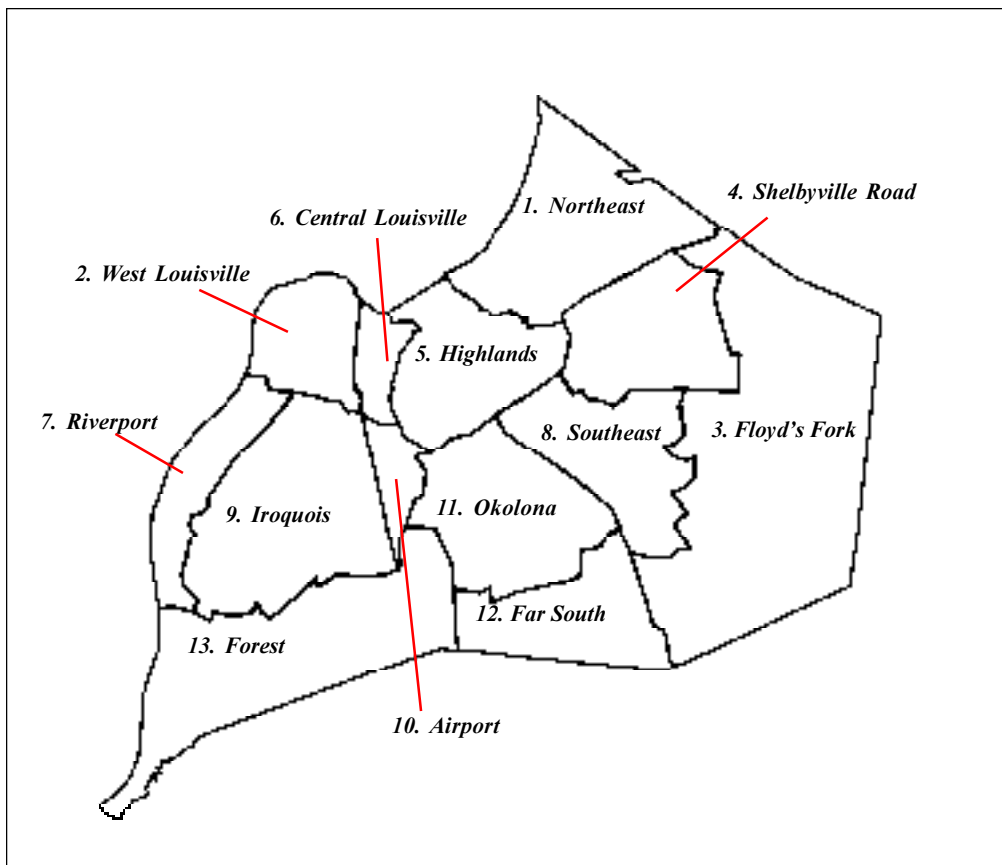 4. Shelbyville Road
1. Northeast
6. Central Louisville
2. West Louisville
5. Highlands
7. Riverport
8. Southeast
3. Floyd's Fork
9. Iroquois
11. Okolona
12. Far South
13. Forest
10. Airport